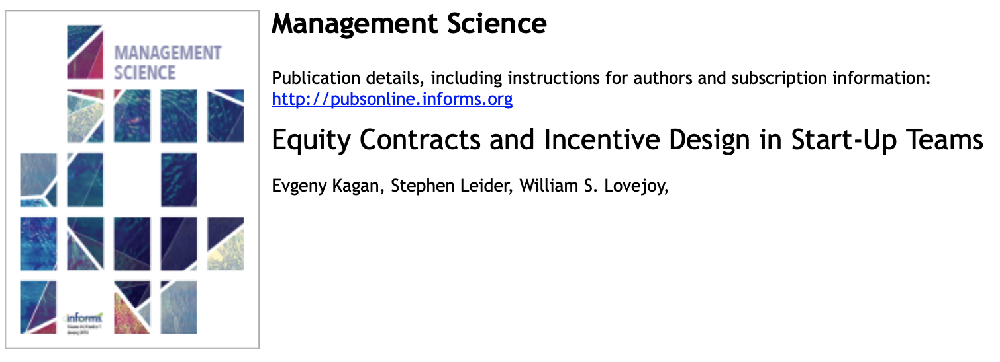 MANAGEMENT
SCIENCE
informs
Management Science
Publication details, including instructions for authors and subscription information:
http://pubsonline.informs.org
Equity Contracts and Incentive Design in Start-Up Teams
Evgeny Kagan, Stephen Leider, William S. Lovejoy,